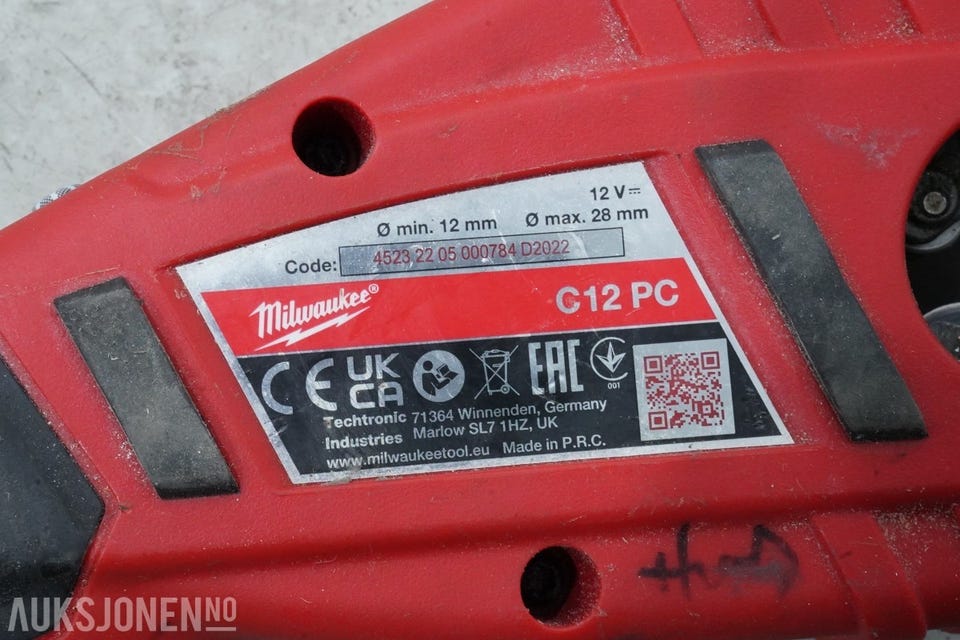 12 V
Ø min. 12 mm Ø max. 28 mm
Code: 4523 22 05 000784 D2022
Milwaukee®
C12 PC
CE UK CA EAC
001
Techtronic 71364 Winnenden, Germany
Industries Marlow SL7 1HZ, UK
www.milwaukeetool.eu Made in P.R.C.
AUKSJONEN.NO